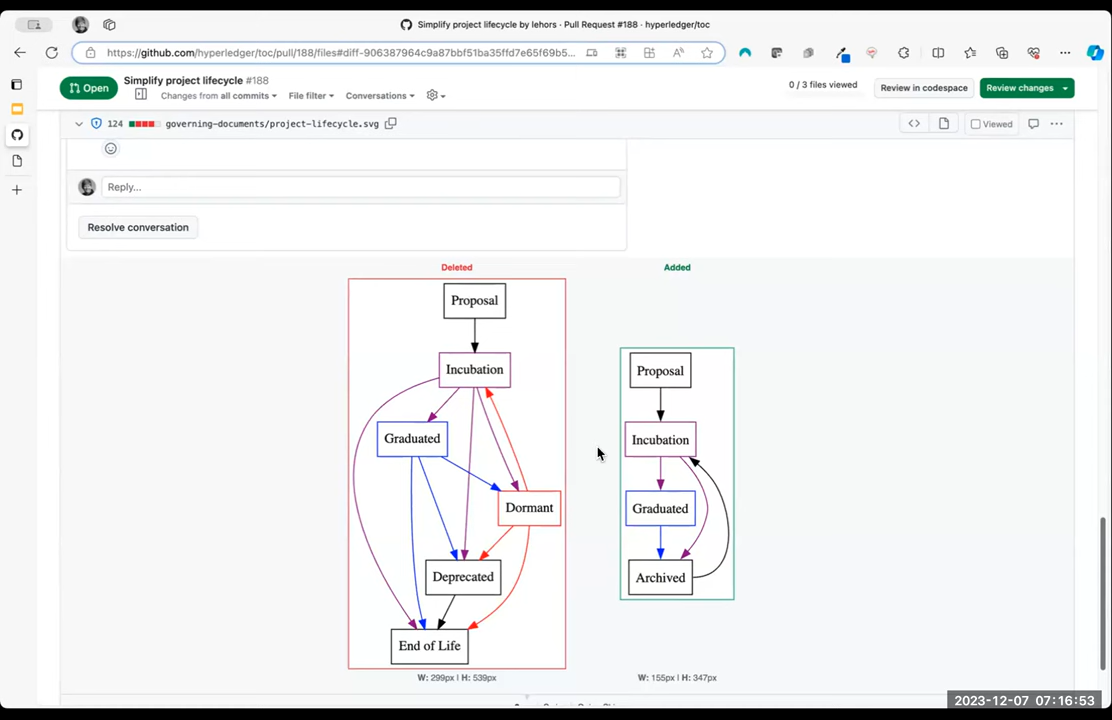 Simplify project lifecycle by lehors · Pull Request #188 · hyperledger/toc
https://github.com/hyperledger/toc/pull/188/files#diff-906387964c9a87bbf51ba35ffd7e65f69b5...
Open
Simplify project lifecycle #188
Changes from all commits
File filter
Conversations
0 / 3 files viewed
Review in codespace
Review changes
124
governing-documents/project-lifecycle.svg
Viewed
Reply...
Resolve conversation
Deleted
Added
Proposal
Incubation
Graduated
Dormant
Deprecated
End of Life
Proposal
Incubation
Graduated
Archived
W: 299px | H: 539px
W: 155px | H: 347px
2023-12-07 07:16:53